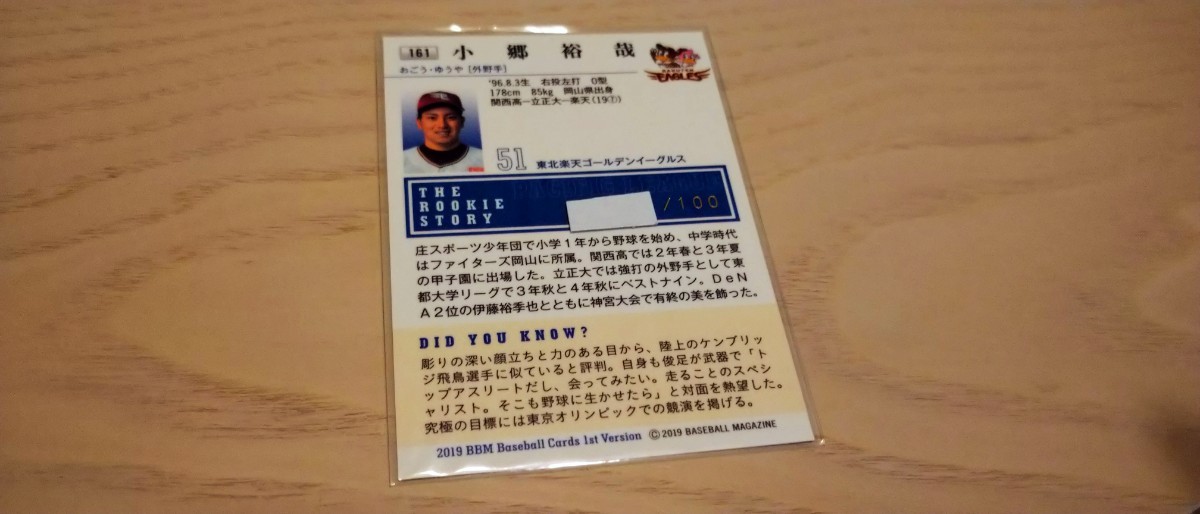 161 小郷裕哉
EAGLES
おごう・ゆうや [外野手]
'96.8.3生 右投左打 O型
178cm 85kg 岡山県出身
関西高ー立正大ー楽天('19⑦)
51 東北楽天ゴールデンイーグルス
THE
ROOKIE
STORY
/100
庄スポーツ少年団で小学1年から野球を始め、中学時代
はファイターズ岡山に所属。関西高では2年春と3年夏
の甲子園に出場した。立正大では強打の外野手として東
都大学リーグで3年秋と4年秋にベストナイン。DeN
A2位の伊藤裕季也とともに神宮大会で有終の美を飾った。
DID YOU KNOW?
彫りの深い顔立ちと力のある目から、陸上のケンブリッ
ジ飛鳥選手に似ていると評判。自身も俊足が武器で「ト
ップアスリートだし、会ってみたい。走ることのスペシ
ャリスト。そこも野球に生かせたら」と対面を熱望した。
究極の目標には東京オリンピックでの競演を掲げる。
2019 BBM Baseball Cards 1st Version ©2019 BASEBALL MAGAZINE